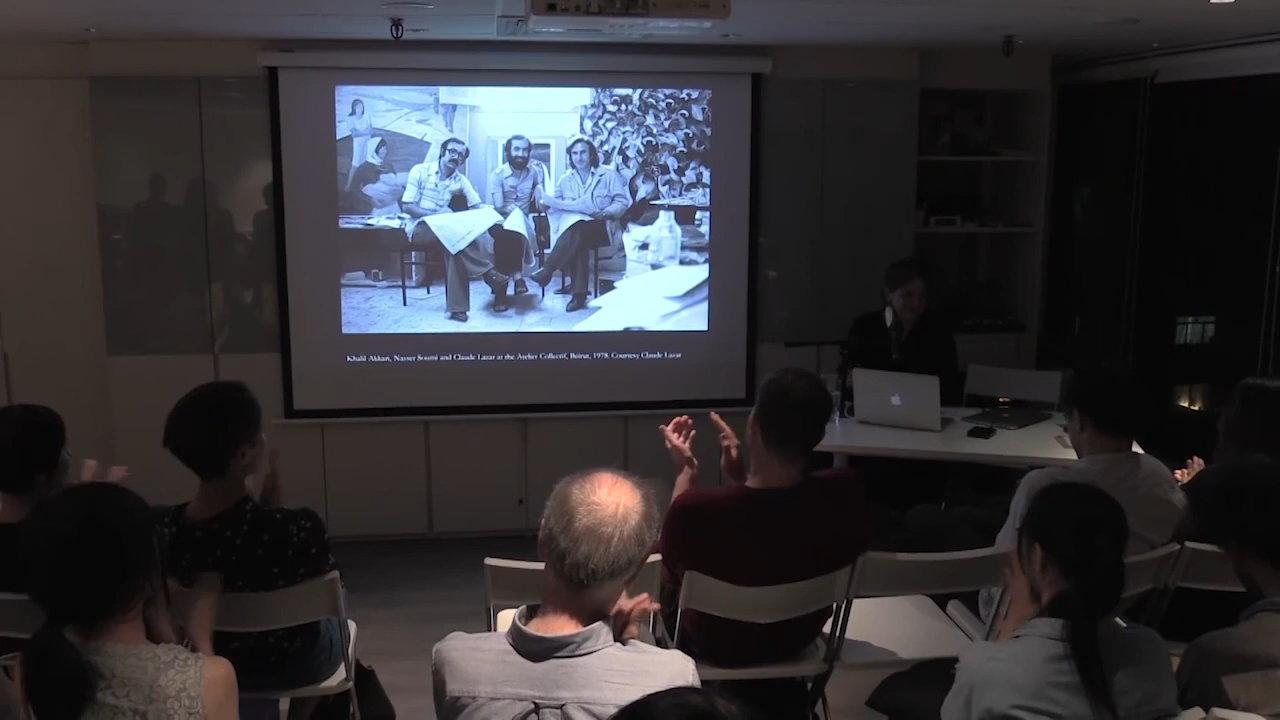 Khalil Akkari, Nasser Soumi and Claude Lazar at the Atelier Collectif, Beirut, 1978. Courtesy Claude Lazar